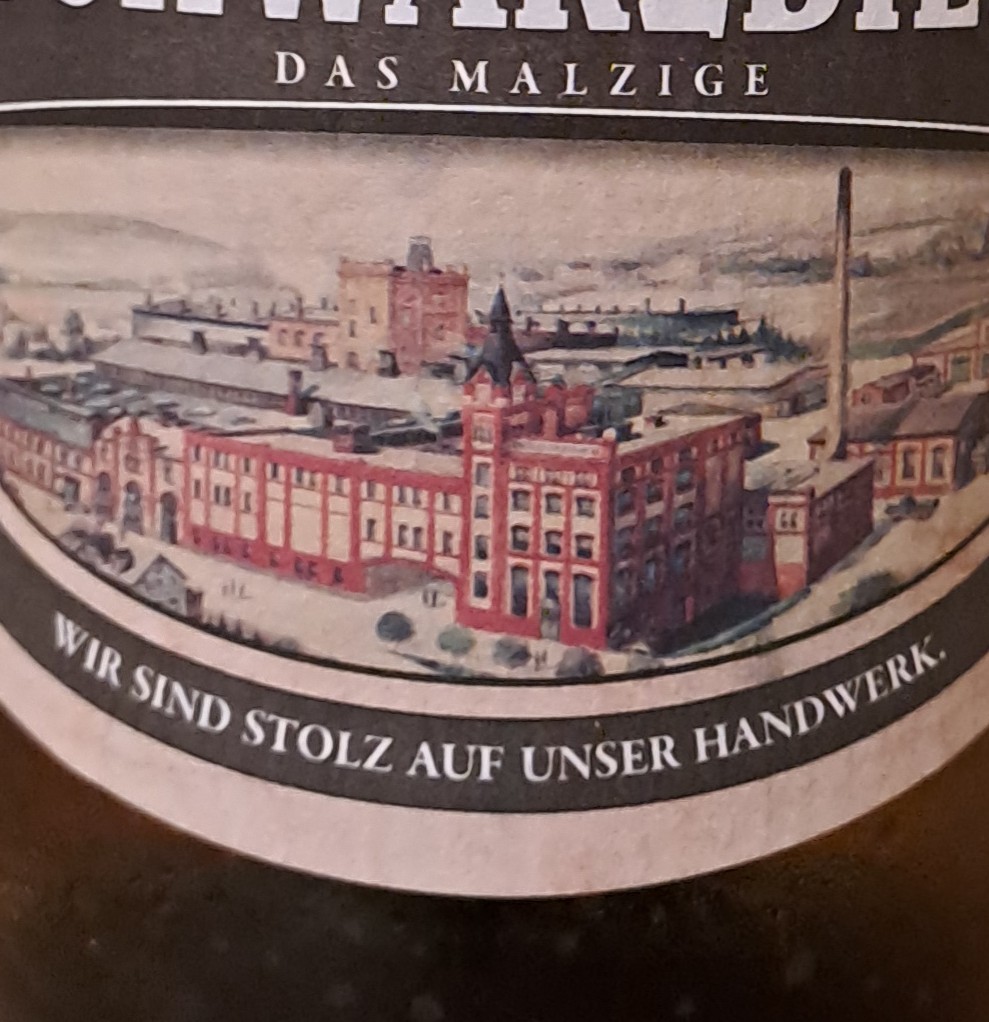 DAS MALZIGE
WIR SIND STOLZ AUF UNSER HANDWERK.